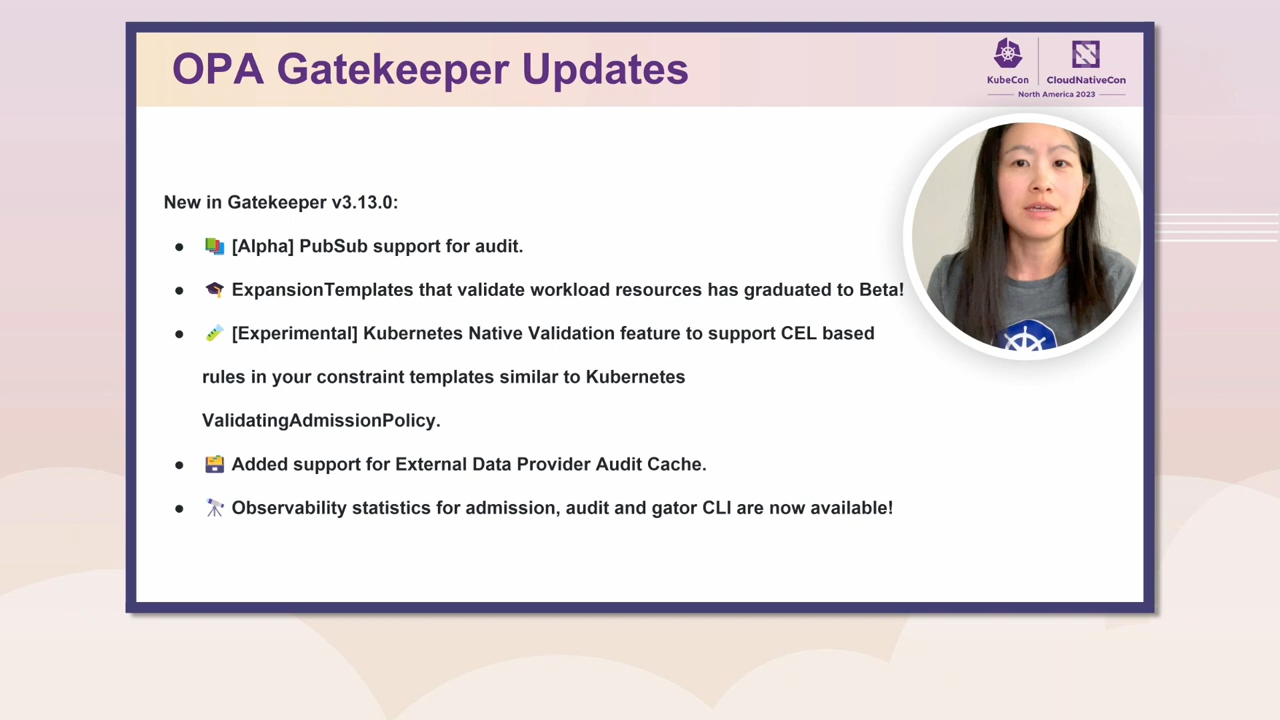 OPA Gatekeeper Updates
KubeCon
CloudNativeCon
North America 2023
New in Gatekeeper v3.13.0:
● 📚 [Alpha] PubSub support for audit.
● 🎓 ExpansionTemplates that validate workload resources has graduated to Beta!
● 🧪 [Experimental] Kubernetes Native Validation feature to support CEL based
rules in your constraint templates similar to Kubernetes
ValidatingAdmissionPolicy.
● 🗃️ Added support for External Data Provider Audit Cache.
● 🔭 Observability statistics for admission, audit and gator CLI are now available!